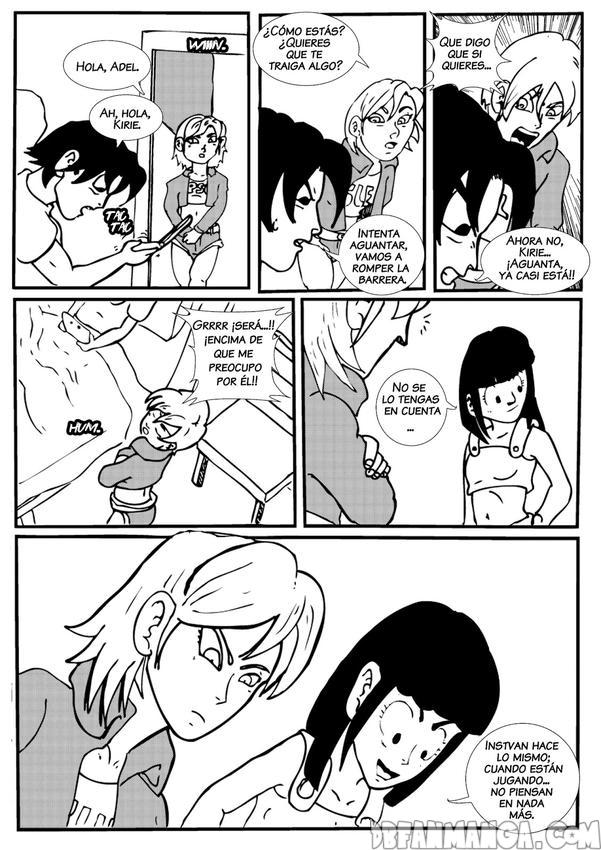 Hola, Adel.
WIIIN.
Ah, hola,
Kirie.
TAC
TAC
¿Cómo estás?
¿Quieres
que te
traiga algo?
Intenta
aguantar,
vamos a
romper la
barrera.
Que digo
que si
quieres...
Ahora no,
Kirie...
¡Aguanta,
ya casi está!!
Grrrr ¡será...!!
¡encima de
que me
preocupo
por él!!
HUM.
No se
lo tengas
en cuenta
...
Instvan hace
lo mismo;
cuando están
jugando...
no piensan
en nada
más.
DBFANMANGA.COM